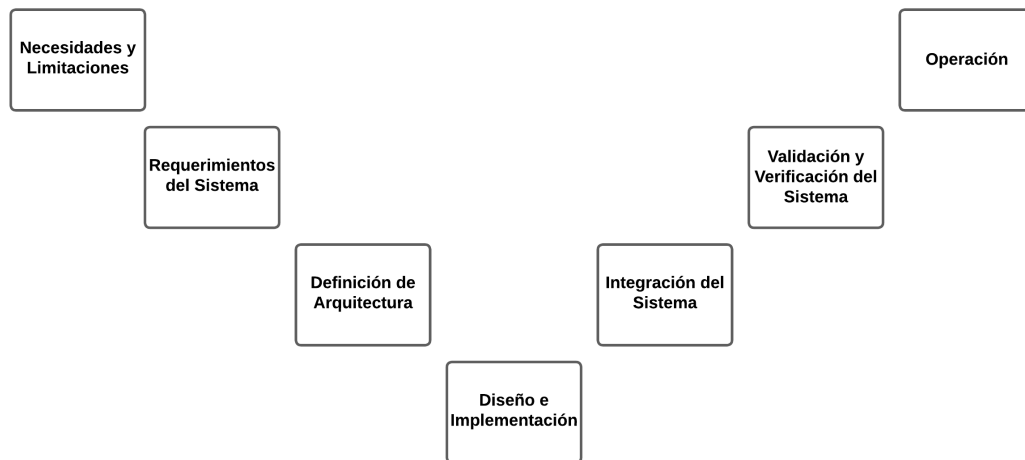 Necesidades y
Limitaciones
Operación
Requerimientos
del Sistema
Validación y
Verificación del
Sistema
Definición de
Arquitectura
Integración del
Sistema
Diseño e
Implementación